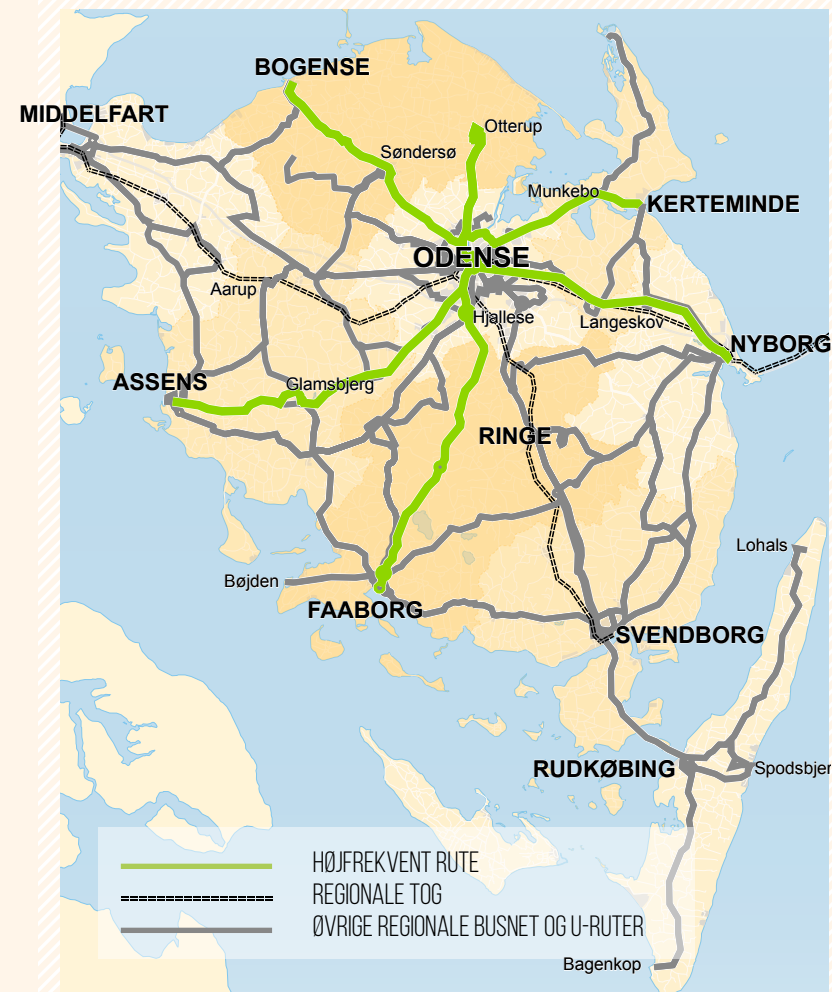 BOGENSE
MIDDELFART
Otterup
Søndersø
Munkebo
KERTEMINDE
ODENSE
Aarup
Hjallese
Langeskov
NYBORG
ASSENS
Glamsbjerg
RINGE
Lohals
Bøjden
FAABORG
SVENDBORG
RUDKØBING
Spodsbjer
HØJFREKVENT RUTE
REGIONALE TOG
ØVRIGE REGIONALE BUSNET OG U-RUTER
Bagenkop